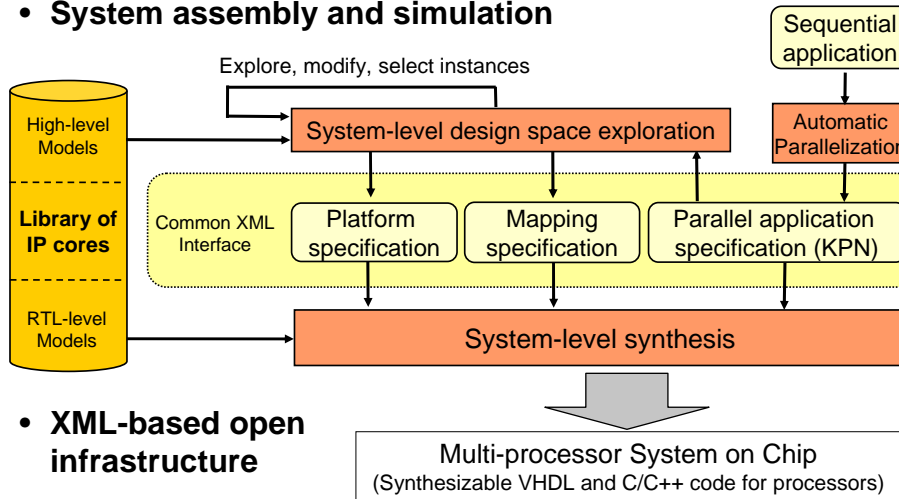 • System assembly and simulation
Sequential
application
Explore, modify, select instances
High-level
Models
System-level design space exploration
Automatic
Parallelization
Library of
IP cores
Common XML
Interface
Platform
specification
Mapping
specification
Parallel application
specification (KPN)
RTL-level
Models
System-level synthesis
• XML-based open
infrastructure
Multi-processor System on Chip
(Synthesizable VHDL and C/C++ code for processors)